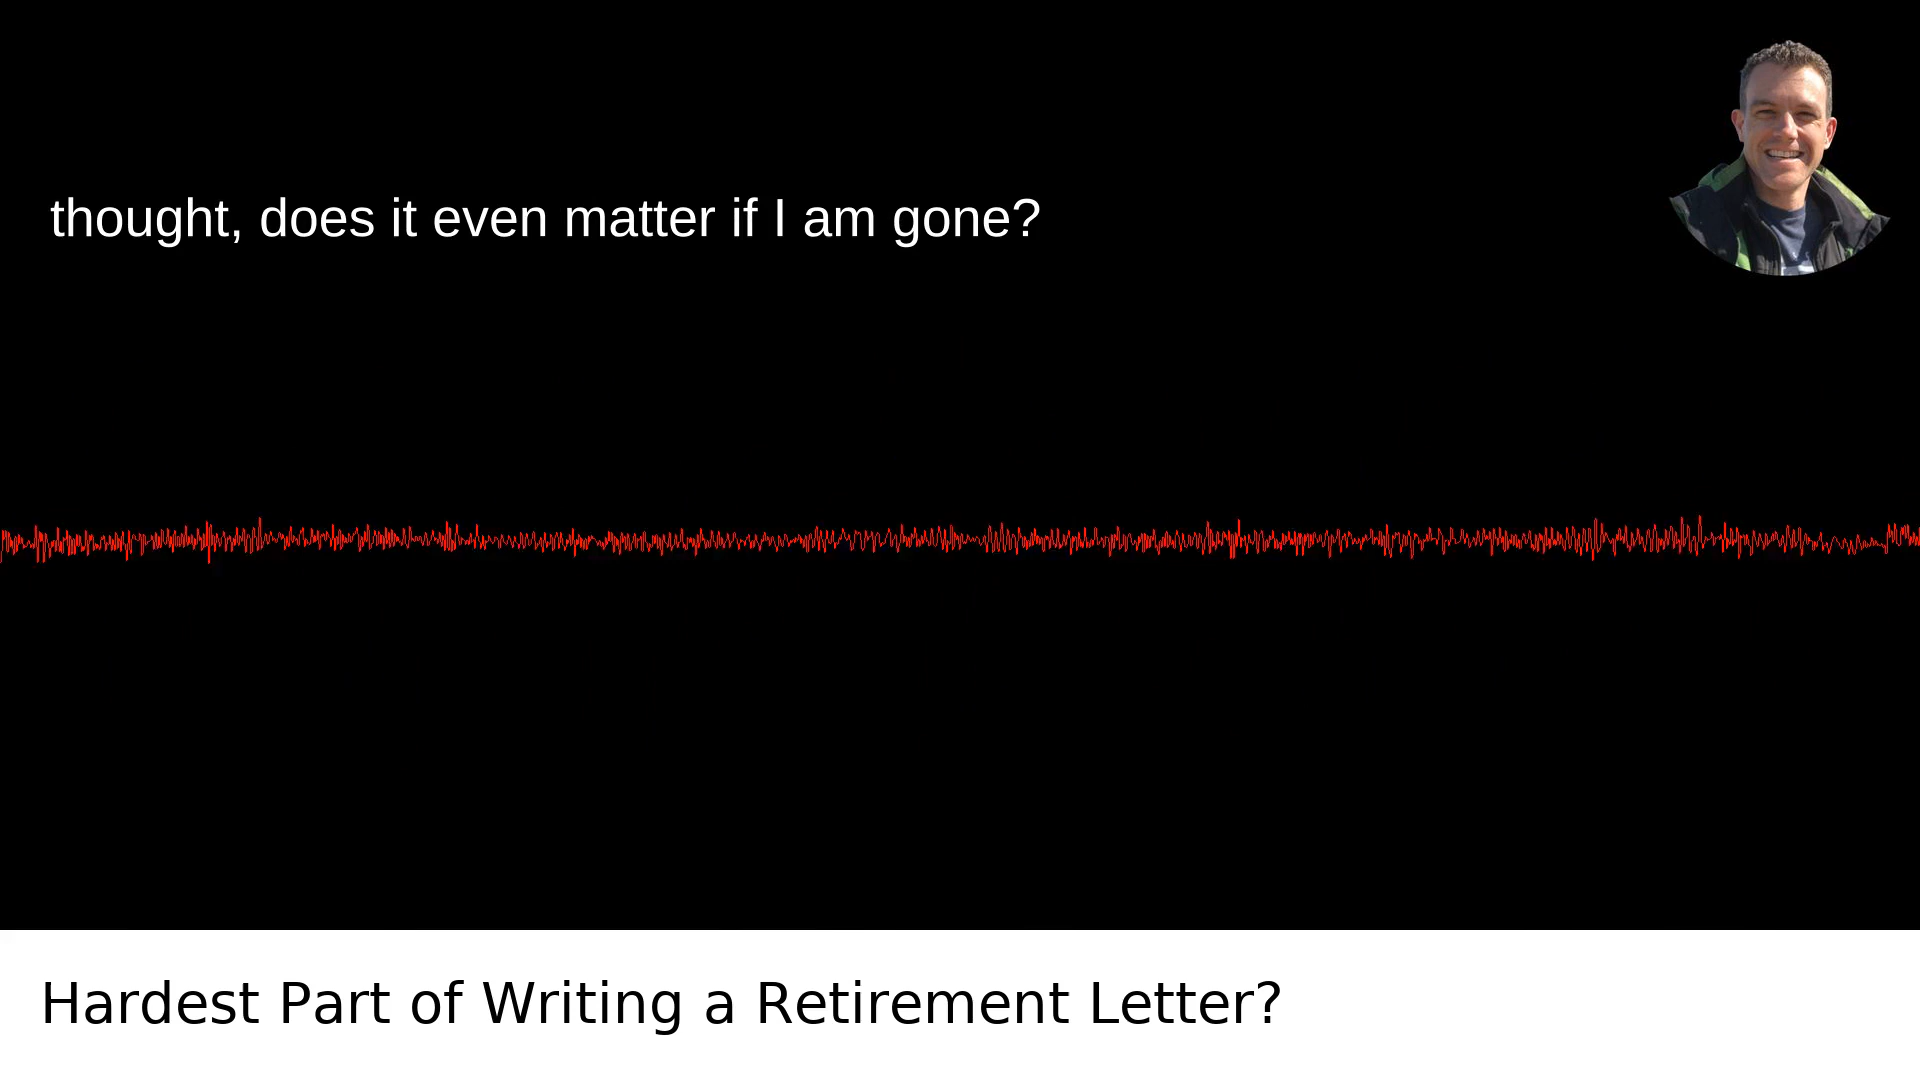 thought, does it even matter if I am gone?
Hardest Part of Writing a Retirement Letter?